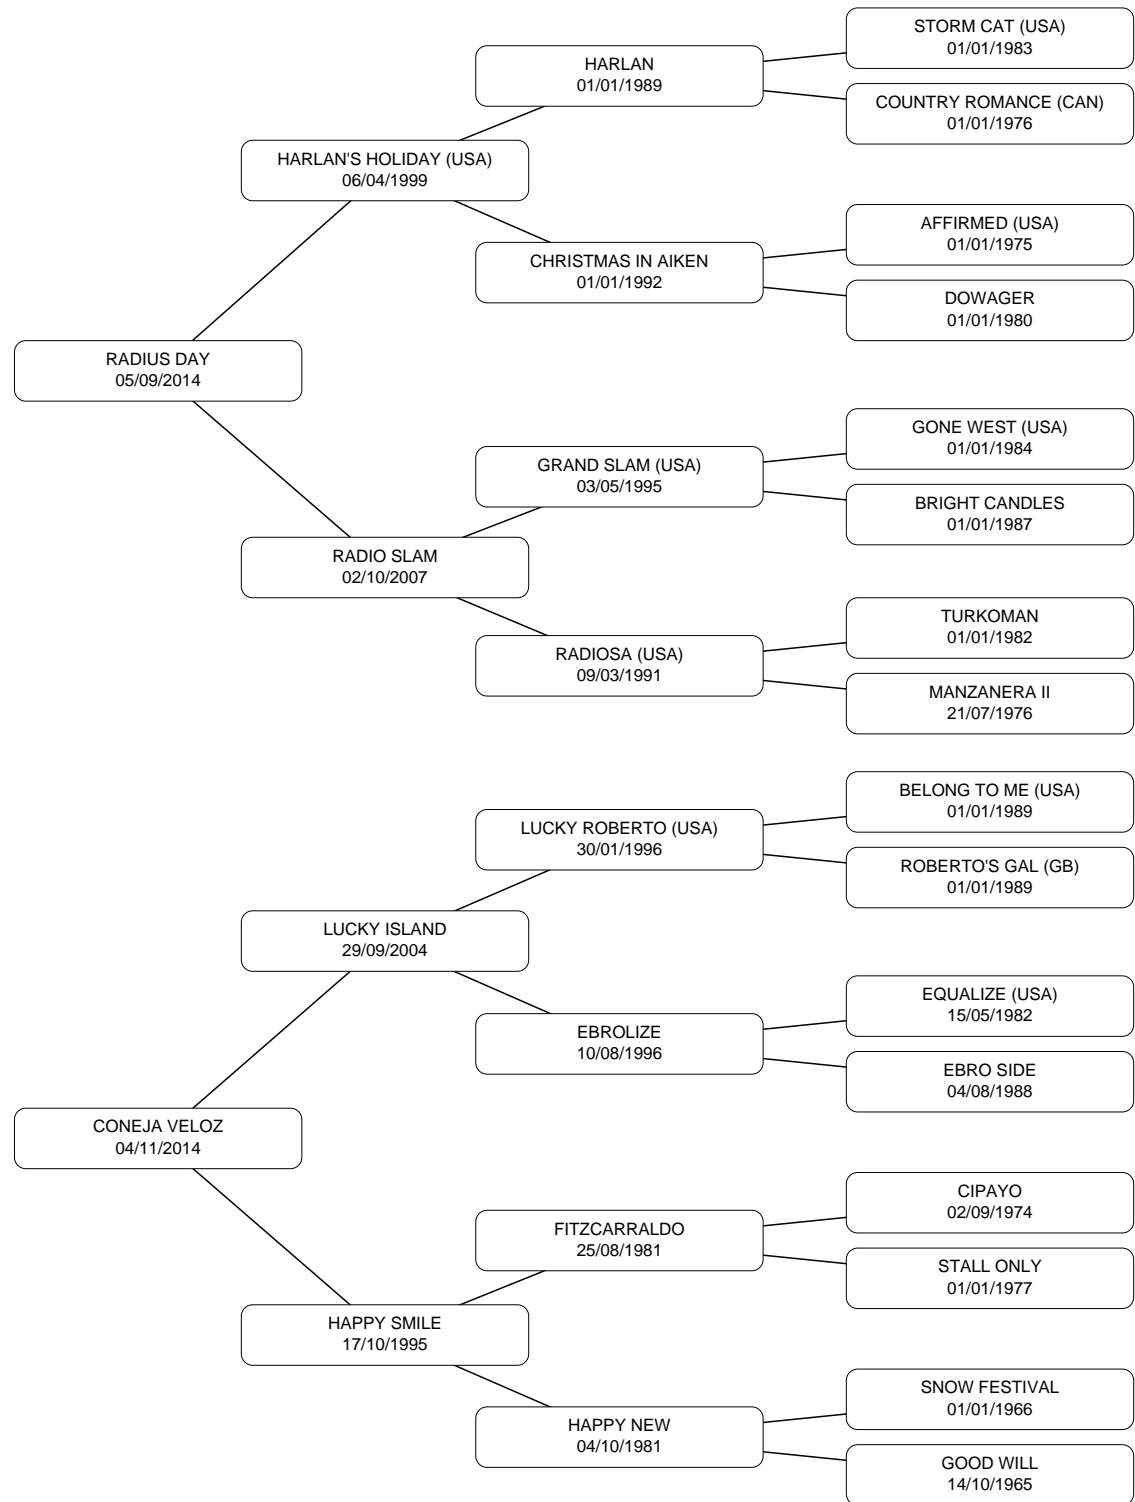 STORM CAT (USA)
01/01/1983
HARLAN
01/01/1989
COUNTRY ROMANCE (CAN)
01/01/1976
HARLAN'S HOLIDAY (USA)
06/04/1999
AFFIRMED (USA)
01/01/1975
CHRISTMAS IN AIKEN
01/01/1992
DOWAGER
01/01/1980
RADIUS DAY
05/09/2014
GONE WEST (USA)
01/01/1984
GRAND SLAM (USA)
03/05/1995
BRIGHT CANDLES
01/01/1987
RADIO SLAM
02/10/2007
TURKOMAN
01/01/1982
RADIOSA (USA)
09/03/1991
MANZANERA II
21/07/1976
BELONG TO ME (USA)
01/01/1989
LUCKY ROBERTO (USA)
30/01/1996
ROBERTO'S GAL (GB)
01/01/1989
LUCKY ISLAND
29/09/2004
EQUALIZE (USA)
15/05/1982
EBROLIZE
10/08/1996
EBRO SIDE
04/08/1988
CONEJA VELOZ
04/11/2014
CIPAYO
02/09/1974
FITZCARRALDO
25/08/1981
STALL ONLY
01/01/1977
HAPPY SMILE
17/10/1995
SNOW FESTIVAL
01/01/1966
HAPPY NEW
04/10/1981
GOOD WILL
14/10/1965